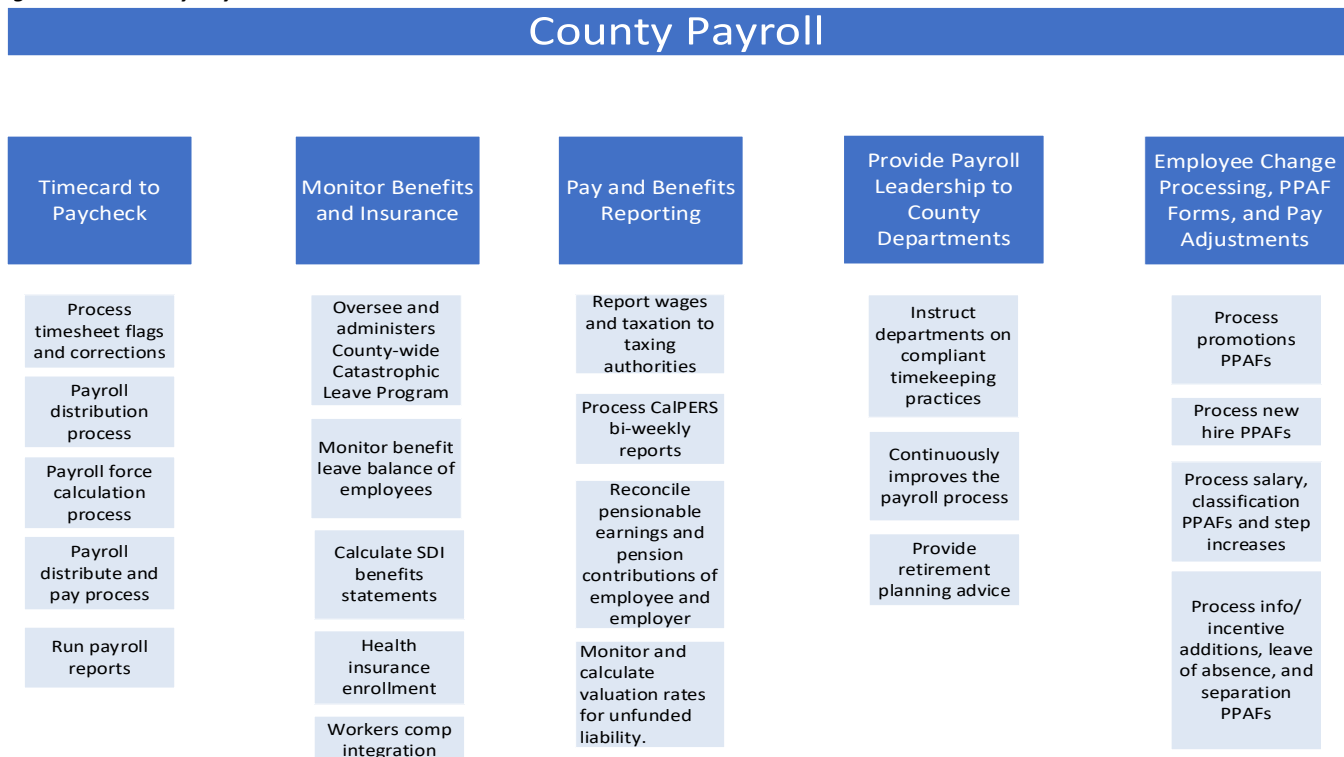 County Payroll
Timecard to
Paycheck
Process
timesheet flags
and corrections
Payroll
distribution
process
Payroll force
calculation
process
Payroll
distribute and
pay process
Run payroll
reports
Monitor Benefits
and Insurance
Oversee and
administers
County-wide
Catastrophic
Leave Program
Monitor benefit
leave balance of
employees
Calculate SDI
benefits
statements
Health
insurance
enrollment
Workers comp
integration
Pay and Benefits
Reporting
Report wages
and taxation to
taxing
authorities
Process CalPERS
bi-weekly
reports
Reconcile
pensionable
earnings and
pension
contributions of
employee and
employer
Monitor and
calculate
valuation rates
for unfunded
liability.
Provide Payroll
Leadership to
County
Departments
Instruct
departments on
compliant
timekeeping
practices
Continuously
improves the
payroll process
Provide
retirement
planning advice
Employee Change
Processing, PPAF
Forms, and Pay
Adjustments
Process
promotions
PPAFs
Process new
hire PPAFs
Process salary,
classification
PPAFs and step
increases
Process info/
incentive
additions, leave
of absence, and
separation
PPAFs